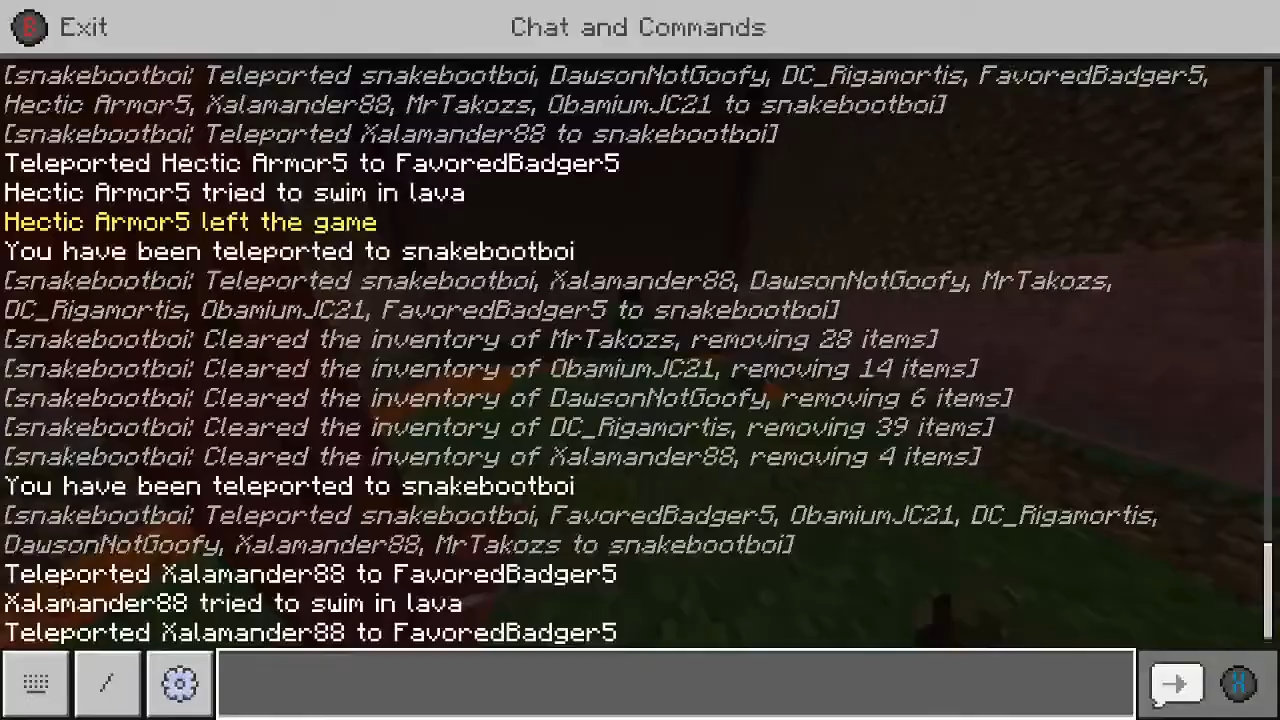 B Exit
Chat and Commands
[snakebootboi: Teleported snakebootboi, DawsonNotGoofy, DC_Rigamortis, FavoredBadger5,
Hectic Armor5, Xalamander88, MrTakozs, ObamiumJC21 to snakebootboi]
[snakebootboi: Teleported Xalamander88 to snakebootboi]
Teleported Hectic Armor5 to FavoredBadger5
Hectic Armor5 tried to swim in lava
Hectic Armor5 left the game
You have been teleported to snakebootboi
[snakebootboi: Teleported snakebootboi, Xalamander88, DawsonNotGoofy, MrTakozs,
DC_Rigamortis, ObamiumJC21, FavoredBadger5 to snakebootboi]
[snakebootboi: Cleared the inventory of MrTakozs, removing 28 items]
[snakebootboi: Cleared the inventory of ObamiumJC21, removing 14 items]
[snakebootboi: Cleared the inventory of DawsonNotGoofy, removing 6 items]
[snakebootboi: Cleared the inventory of DC_Rigamortis, removing 39 items]
[snakebootboi: Cleared the inventory of Xalamander88, removing 4 items]
You have been teleported to snakebootboi
[snakebootboi: Teleported snakebootboi, FavoredBadger5, ObamiumJC21, DC_Rigamortis,
DawsonNotGoofy, Xalamander88, MrTakozs to snakebootboi]
Teleported Xalamander88 to FavoredBadger5
Xalamander88 tried to swim in lava
Teleported Xalamander88 to FavoredBadger5
/
X